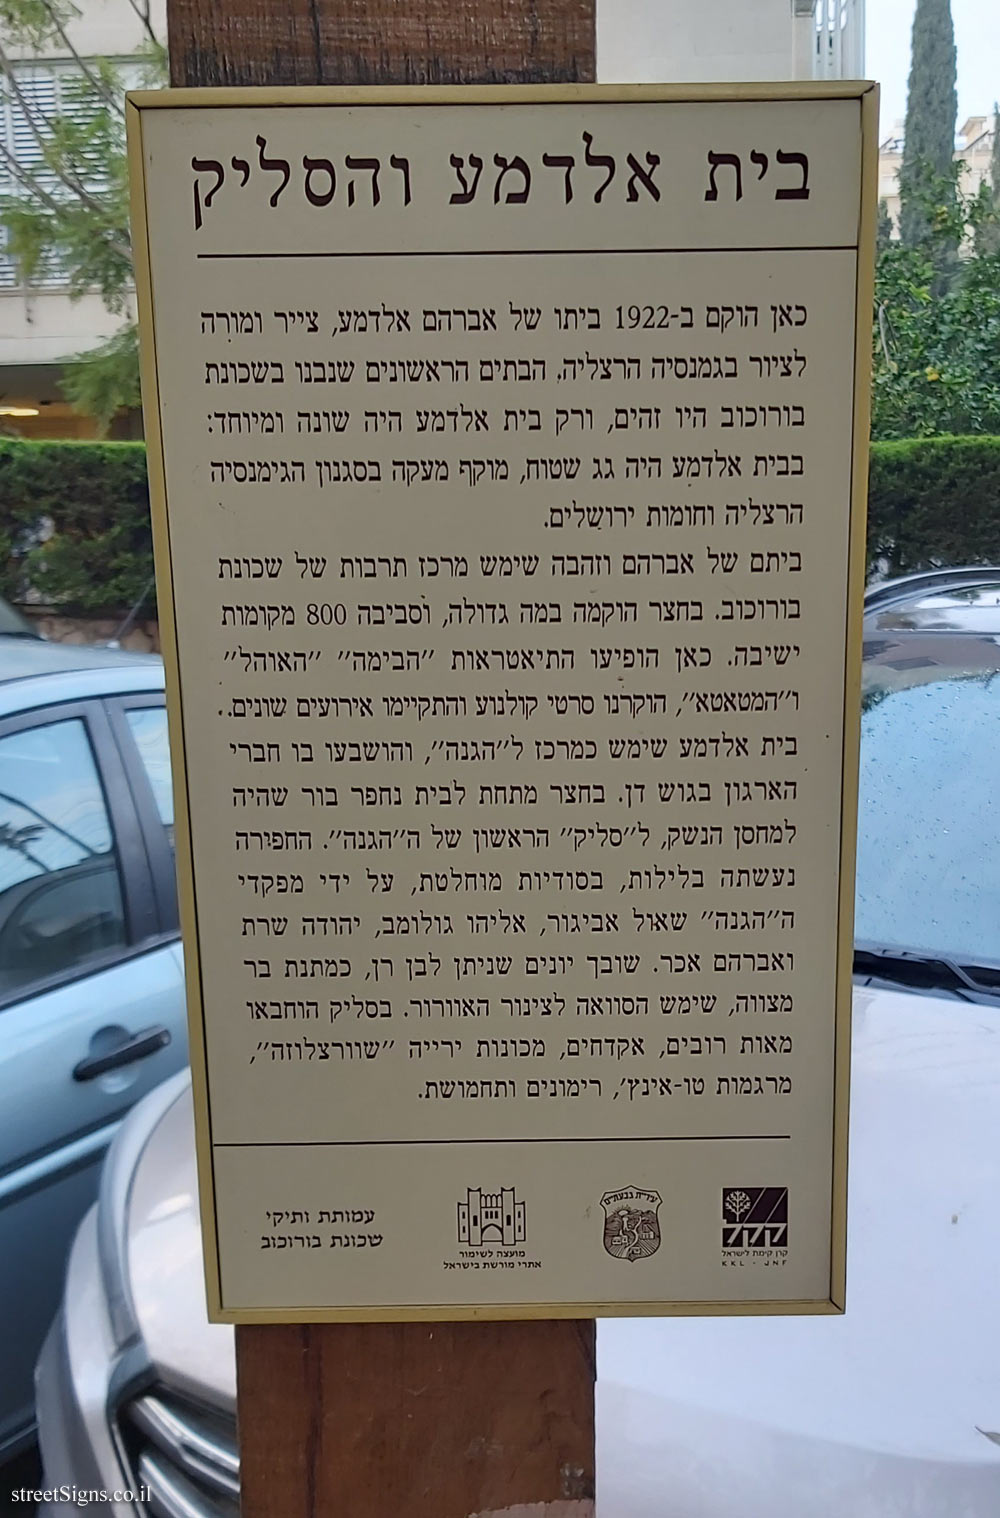 בית אלדמע והסליק
כאן הוקם ב-1922 ביתו של אברהם אלדמע, צייר ומורה
לציור בגמנסיה הרצליה. הבתים הראשונים שנבנו בשכונת
בורוכוב היו זהים, ורק בית אלדמע היה שונה ומיוחד:
בבית אלדמע היה גג שטוח, מוקף מעקה בסגנון הגימנסיה
הרצליה וחומות ירושלים.
ביתם של אברהם וזהבה שימש מרכז תרבות של שכונת
בורוכוב. בחצר הוקמה במה גדולה, וסביבה 800 מקומות
ישיבה. כאן הופיעו התיאטראות "הבימה" "האוהל"
ו"המטאטא", הוקרנו סרטי קולנוע והתקיימו אירועים שונים.
בית אלדמע שימש כמרכז ל"הגנה", והושבעו בו חברי
הארגון בגוש דן. בחצר מתחת לבית נחפר בור שהיה
למחסן הנשק, ל"סליק" הראשון של ה"הגנה". החפירה
נעשתה בלילות, בסודיות מוחלטת, על ידי מפקדי
ה"הגנה" שאול אביגור, אליהו גולומב, יהודה שרת
ואברהם אכר. שובך יונים שניתן לבן רן, כמתנת בר
מצווה, שימש הסוואה לצינור האוורור. בסליק הוחבאו
מאות רובים, אקדחים, מכונות ירייה "שוורצלוזה",
מרגמות טו-אינץ', רימונים ותחמושת.
עמותת ותיקי
שכונת בורוכוב
מועצה לשימור
אתרי מורשת בישראל
עיריית גבעתיים
קקל
קרן קימת לישראל
KKL - JNF
streetSigns.co.il